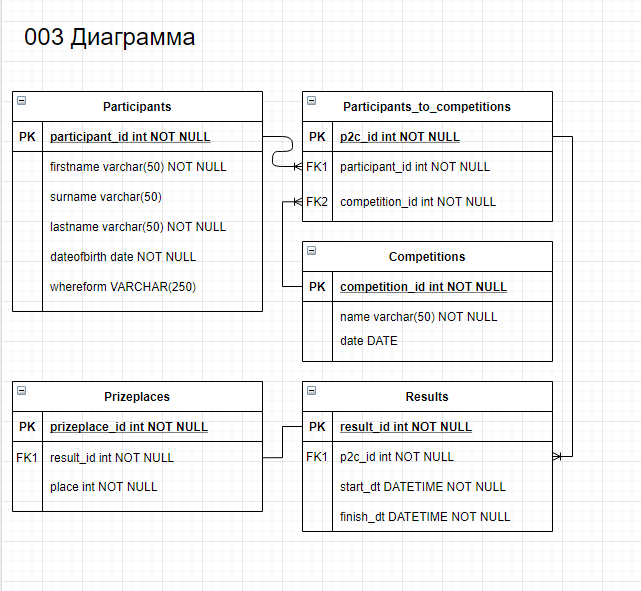 003 Диаграмма
Participants
PK participant_id int NOT NULL
firstname varchar(50) NOT NULL
surname varchar(50)
lastname varchar(50) NOT NULL
dateofbirth date NOT NULL
whereform VARCHAR(250)
Participants_to_competitions
PK p2c_id int NOT NULL
FK1 participant_id int NOT NULL
FK2 competition_id int NOT NULL
Competitions
PK competition_id int NOT NULL
name varchar(50) NOT NULL
date DATE
Prizeplaces
PK prizeplace_id int NOT NULL
FK1 result_id int NOT NULL
place int NOT NULL
Results
PK result_id int NOT NULL
FK1 p2c_id int NOT NULL
start_dt DATETIME NOT NULL
finish_dt DATETIME NOT NULL